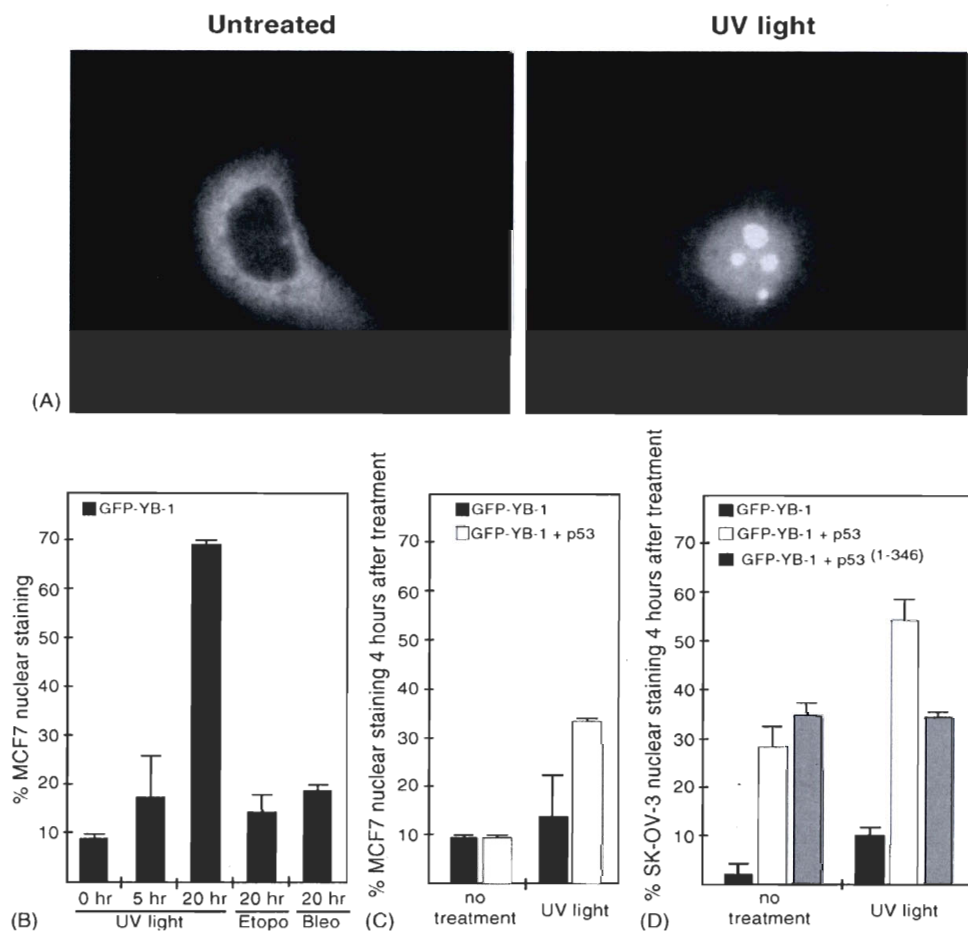 Untreated
UV light
(A)
% MCF7 nuclear staining
70
60
50
40
30
20
10
GFP-YB-1
0 hr 5 hr 20 hr 20 hr 20 hr
UV light Etopo Bleo
(B)
% MCF7 nuclear staining 4 hours after treatment
70
60
50
40
30
20
10
GFP-YB-1
GFP-YB-1 + p53
no
treatment
UV light
(C)
% SK-OV-3 nuclear staining 4 hours after treatment
70
60
50
40
30
20
10
GFP-YB-1
GFP-YB-1 + p53
GFP-YB-1 + p53 (1-346)
no
treatment
UV light
(D)